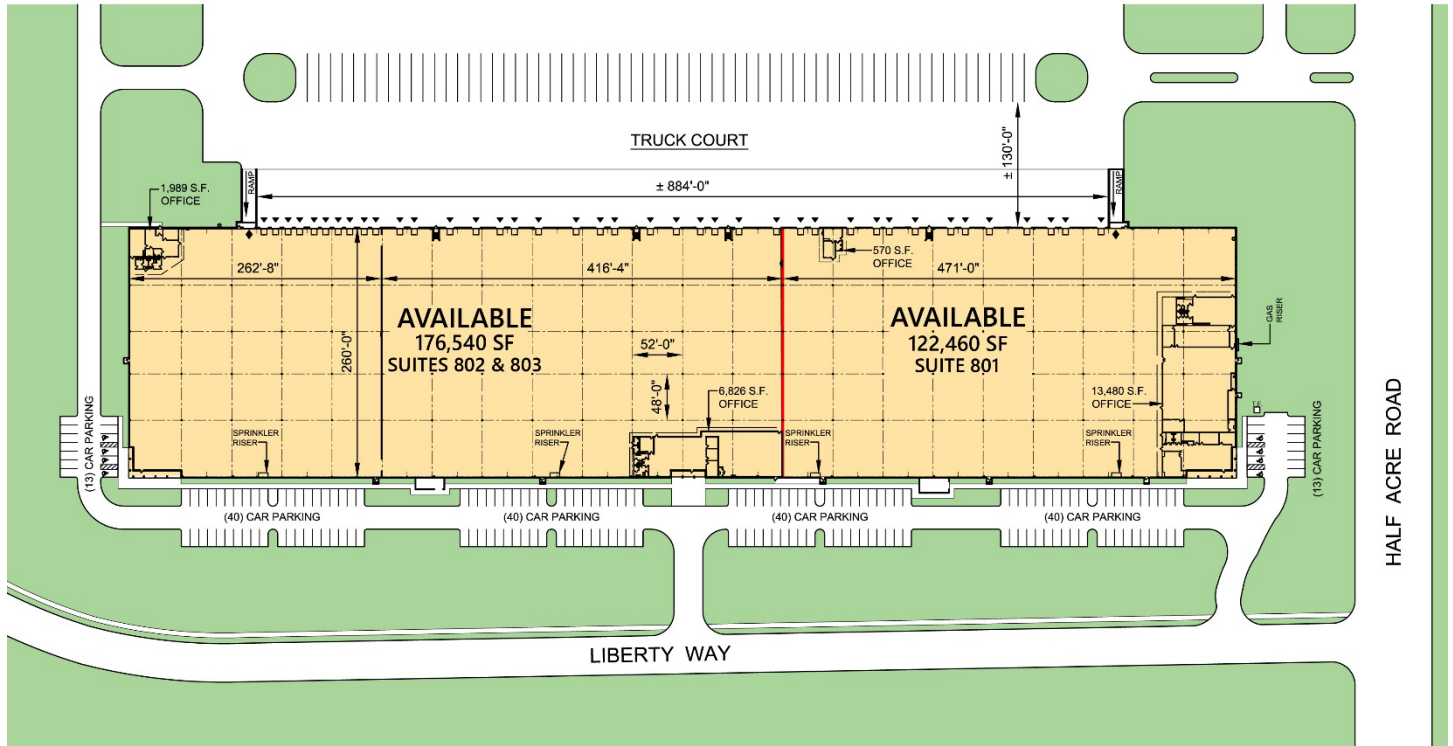 TRUCK COURT
± 130'-0"
± 884'-0"
RAMP
RAMP
1,989 S.F.
OFFICE
570 S.F.
OFFICE
262'-8"
416'-4"
471'-0"
260'-0"
AVAILABLE
176,540 SF
SUITES 802 & 803
52'-0"
48'-0"
AVAILABLE
122,460 SF
SUITE 801
GAS
RISER
6,826 S.F.
OFFICE
13,480 S.F.
OFFICE
T.E.
SPRINKLER
RISER
SPRINKLER
RISER
SPRINKLER
RISER
SPRINKLER
RISER
(13) CAR PARKING
(13) CAR PARKING
(40) CAR PARKING
(40) CAR PARKING
(40) CAR PARKING
(40) CAR PARKING
HALF ACRE ROAD
LIBERTY WAY